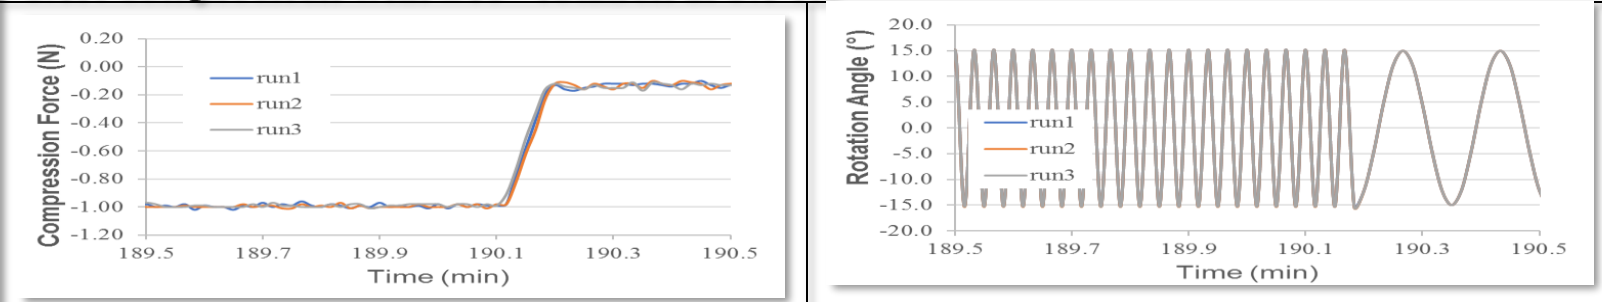 Compression Force (N)
0.20
0.00
-0.20
-0.40
-0.60
-0.80
-1.00
-1.20
run1
run2
run3
189.5 189.7 189.9 190.1 190.3 190.5
Time (min)
Rotation Angle (°)
20.0
15.0
10.0
5.0
0.0
-5.0
-10.0
-15.0
-20.0
run1
run2
run3
189.5 189.7 189.9 190.1 190.3 190.5
Time (min)